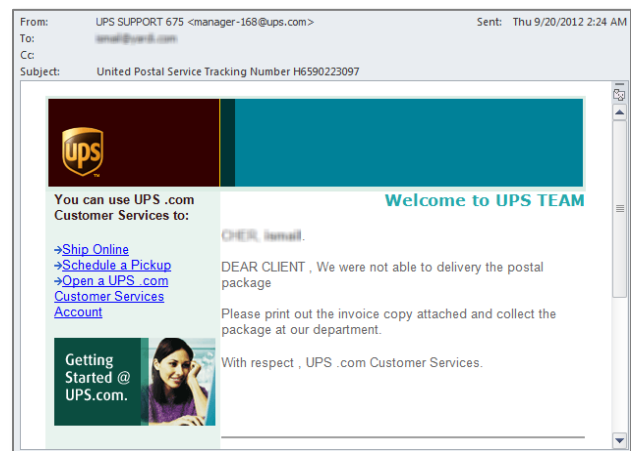 From: UPS SUPPORT 675 <manager-168@ups.com> Sent: Thu 9/20/2012 2:24 AM
To:
Cc:
Subject: United Postal Service Tracking Number H6590223097
ups
You can use UPS .com
Customer Services to:
→Ship Online
→Schedule a Pickup
→Open a UPS .com
Customer Services
Account
Getting
Started @
UPS.com.
Welcome to UPS TEAM
DEAR CLIENT , We were not able to delivery the postal
package
Please print out the invoice copy attached and collect the
package at our department.
With respect , UPS .com Customer Services.